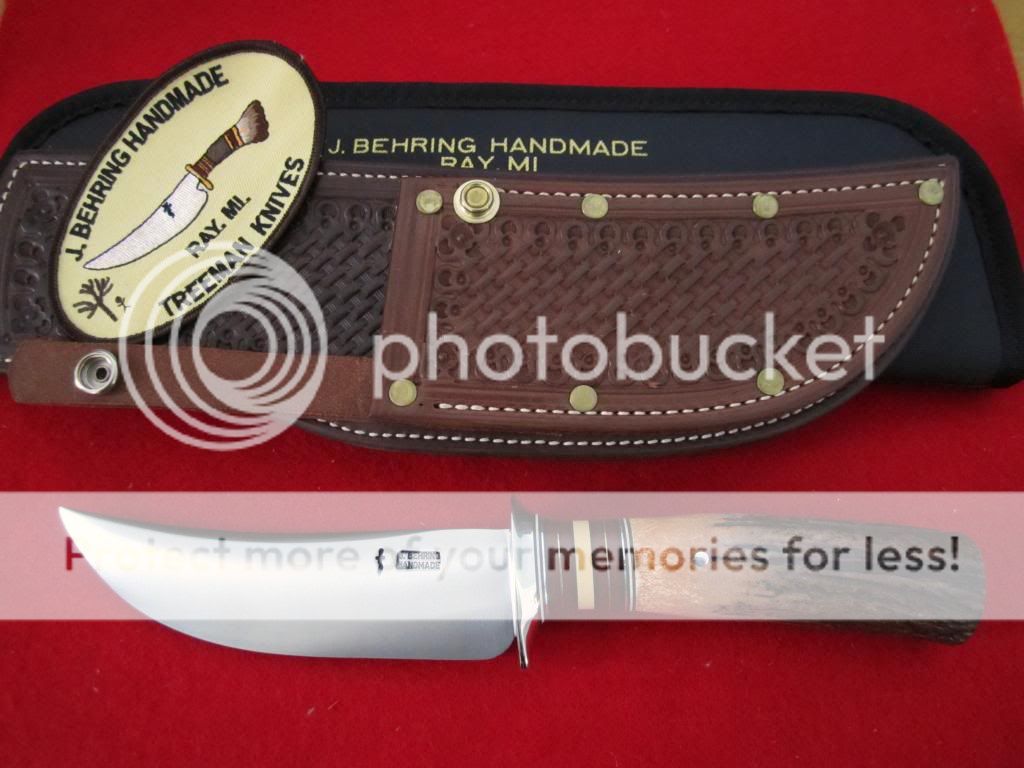 J. BEHRING HANDMADE
RAY, MI.
TREEMAN KNIVES
J. BEHRING HANDMADE
RAY, MI
photobucket
Protect more of your memories for less!
J. BEHRING
HANDMADE